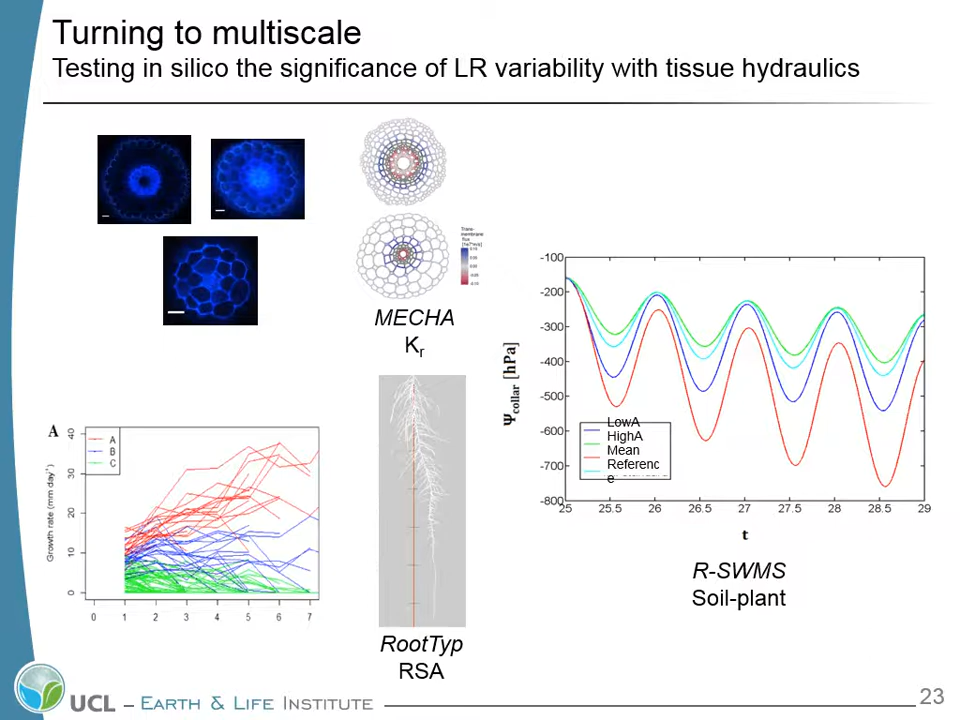 Turning to multiscale
Testing in silico the significance of LR variability with tissue hydraulics
MECHA
Kr
A
40
30
20
10
0
Growth rate (mm day⁻¹)
A
B
C
0 1 2 3 4 5 6 7
RootTyp
RSA
-100
-200
-300
-400
-500
-600
-700
-800
Ψcollar [hPa]
LowA
HighA
Mean
Referenc
e
25 25.5 26 26.5 27 27.5 28 28.5 29
t
R-SWMS
Soil-plant
UCL – EARTH & LIFE INSTITUTE
23